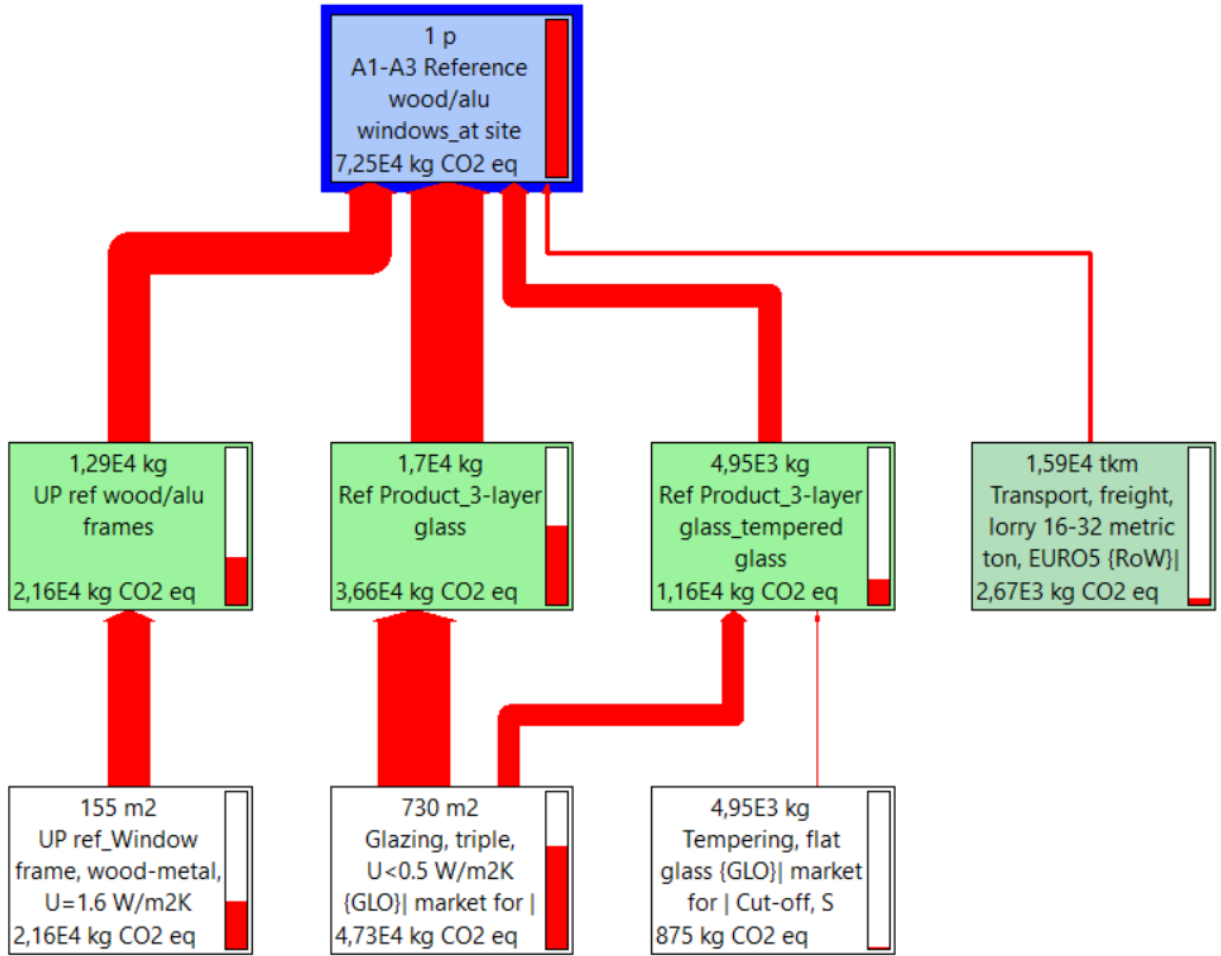 1 p
A1-A3 Reference
wood/alu
windows_at site
7,25E4 kg CO2 eq
1,29E4 kg
UP ref wood/alu
frames
2,16E4 kg CO2 eq
1,7E4 kg
Ref Product_3-layer
glass
3,66E4 kg CO2 eq
4,95E3 kg
Ref Product_3-layer
glass_tempered
glass
1,16E4 kg CO2 eq
1,59E4 tkm
Transport, freight,
lorry 16-32 metric
ton, EURO5 {RoW}|
2,67E3 kg CO2 eq
155 m2
UP ref_Window
frame, wood-metal,
U=1.6 W/m2K
2,16E4 kg CO2 eq
730 m2
Glazing, triple,
U<0.5 W/m2K
{GLO}| market for |
4,73E4 kg CO2 eq
4,95E3 kg
Tempering, flat
glass {GLO}| market
for | Cut-off, S
875 kg CO2 eq